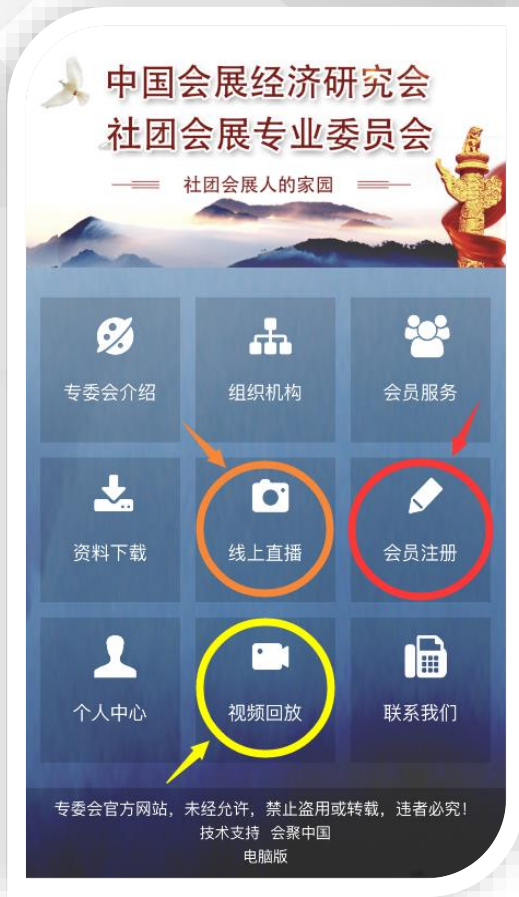 中国会展经济研究会
社团会展专业委员会
社团会展人的家园
专委会介绍
组织机构
会员服务
资料下载
线上直播
会员注册
个人中心
视频回放
联系我们
专委会官方网站，未经允许，禁止盗用或转载，违者必究！
技术支持 会聚中国
电脑版